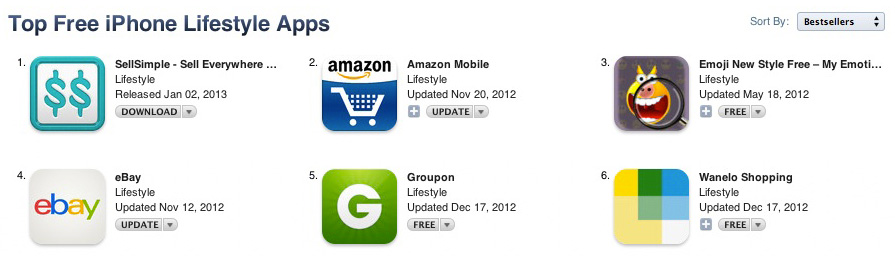 Top Free iPhone Lifestyle Apps
Sort By: Bestsellers
1.
$$
SellSimple - Sell Everywhere ...
Lifestyle
Released Jan 02, 2013
DOWNLOAD
2.
amazon
Amazon Mobile
Lifestyle
Updated Nov 20, 2012
+ UPDATE
3.
Emoji New Style Free – My Emoti...
Lifestyle
Updated May 18, 2012
+ FREE
4.
ebay
eBay
Lifestyle
Updated Nov 12, 2012
UPDATE
5.
G
Groupon
Lifestyle
Updated Dec 17, 2012
FREE
6.
Wanelo Shopping
Lifestyle
Updated Dec 17, 2012
+ FREE